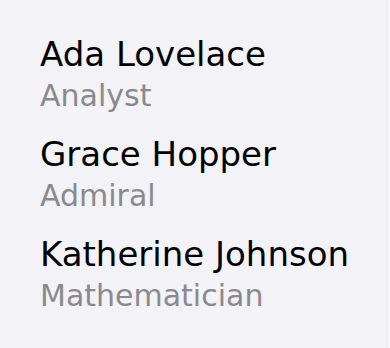 Ada Lovelace
Analyst
Grace Hopper
Admiral
Katherine Johnson
Mathematician